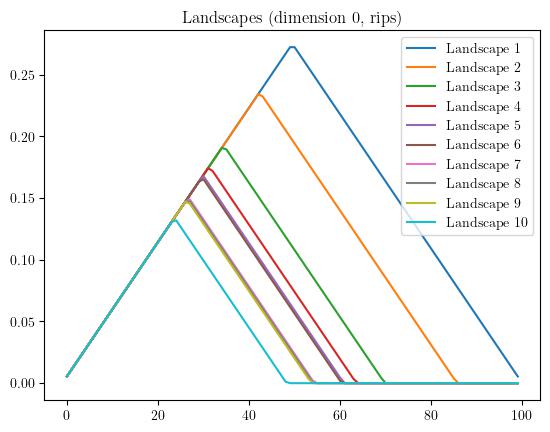 Landscapes (dimension 0, rips)
0.25
0.20
0.15
0.10
0.05
0.00
0 20 40 60 80 100
Landscape 1
Landscape 2
Landscape 3
Landscape 4
Landscape 5
Landscape 6
Landscape 7
Landscape 8
Landscape 9
Landscape 10